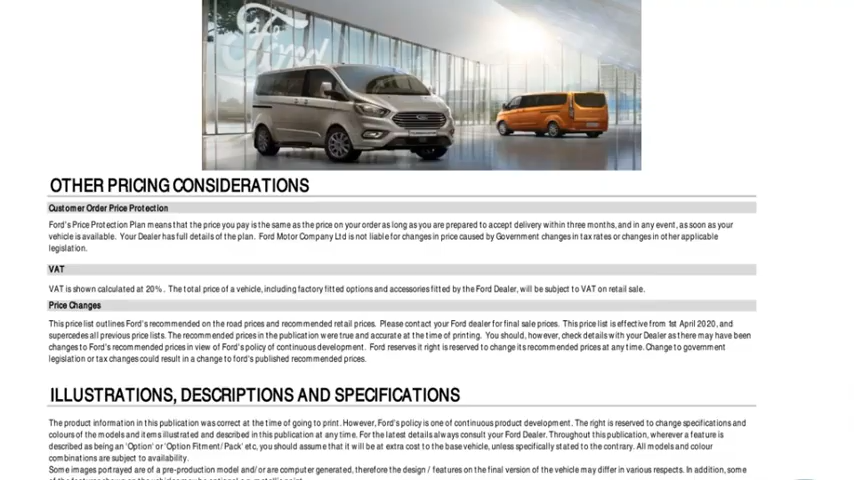 Ford
OTHER PRICING CONSIDERATIONS
Customer Order Price Protection
Ford's Price Protection Plan means that the price you pay is the same as the price on your order as long as you are prepared to accept delivery within three months, and in any event, as soon as your
vehicle is available. Your Dealer has full details of the plan. Ford Motor Company Ltd is not liable for changes in price caused by Government changes in tax rates or changes in other applicable
legislation.
VAT
VAT is shown calculated at 20%. The total price of a vehicle, including factory fitted options and accessories fitted by the Ford Dealer, will be subject to VAT on retail sale.
Price Changes
This price list outlines Ford's recommended on the road prices and recommended retail prices. Please contact your Ford dealer for final sale prices. This price list is effective from 1st April 2020, and
supercedes all previous price lists. The recommended prices in the publication were true and accurate at the time of printing. You should, however, check details with your Dealer as there may have been
changes to Ford's recommended prices in view of Ford's policy of continuous development. Ford reserves it right is reserved to change its recommended prices at any time. Change to government
legislation or tax changes could result in a change to ford's published recommended prices.
ILLUSTRATIONS, DESCRIPTIONS AND SPECIFICATIONS
The product information in this publication was correct at the time of going to print. However, Ford's policy is one of continuous product development. The right is reserved to change specifications and
colours of the models and items illustrated and described in this publication at any time. For the latest details always consult your Ford Dealer. Throughout this publication, wherever a feature is
described as being an 'Option' or 'Option Fitment/Pack' etc, you should assume that it will be at extra cost to the base vehicle, unless specifically stated to the contrary. All models and colour
combinations are subject to availability.
Some images portrayed are of a pre-production model and/or are computer generated, therefore the design / features on the final version of the vehicle may differ in various respects. In addition, some